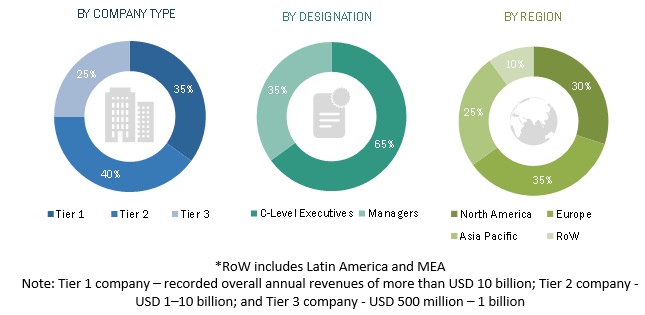 BY COMPANY TYPE
25%
35%
40%
Tier 1 Tier 2 Tier 3
BY DESIGNATION
35%
65%
C-Level Executives Managers
BY REGION
10%
30%
25%
35%
North America Europe
Asia Pacific RoW
*RoW includes Latin America and MEA
Note: Tier 1 company – recorded overall annual revenues of more than USD 10 billion; Tier 2 company -
USD 1–10 billion; and Tier 3 company - USD 500 million – 1 billion